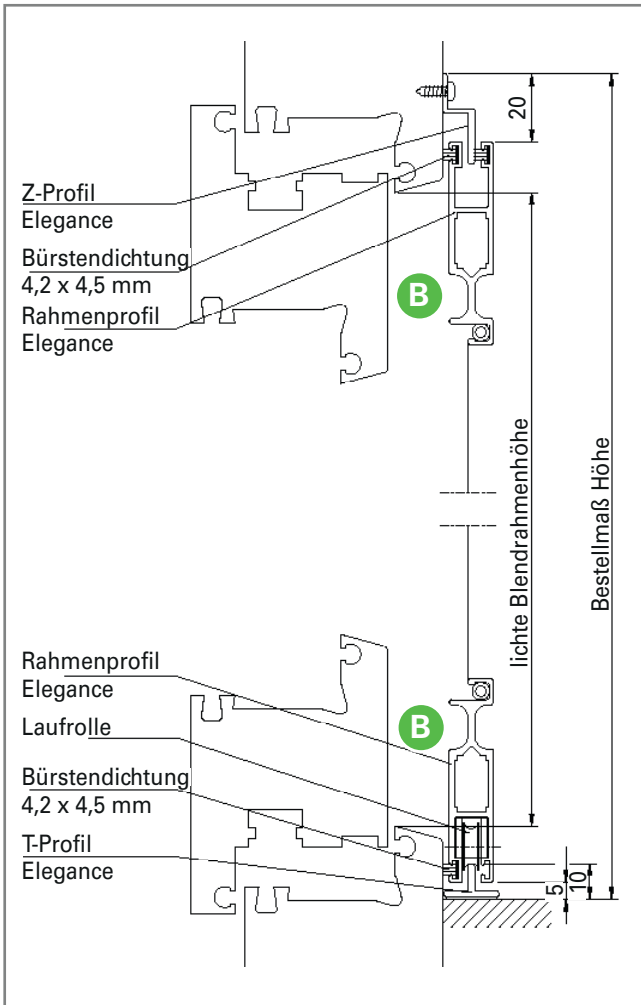 20
Z-Profil
Elegance
Bürstendichtung
4,2 x 4,5 mm
Rahmenprofil
Elegance
B
lichte Blendrahmenhöhe
Bestellmaß Höhe
Rahmenprofil
Elegance
Laufrolle
B
Bürstendichtung
4,2 x 4,5 mm
T-Profil
Elegance
5
10